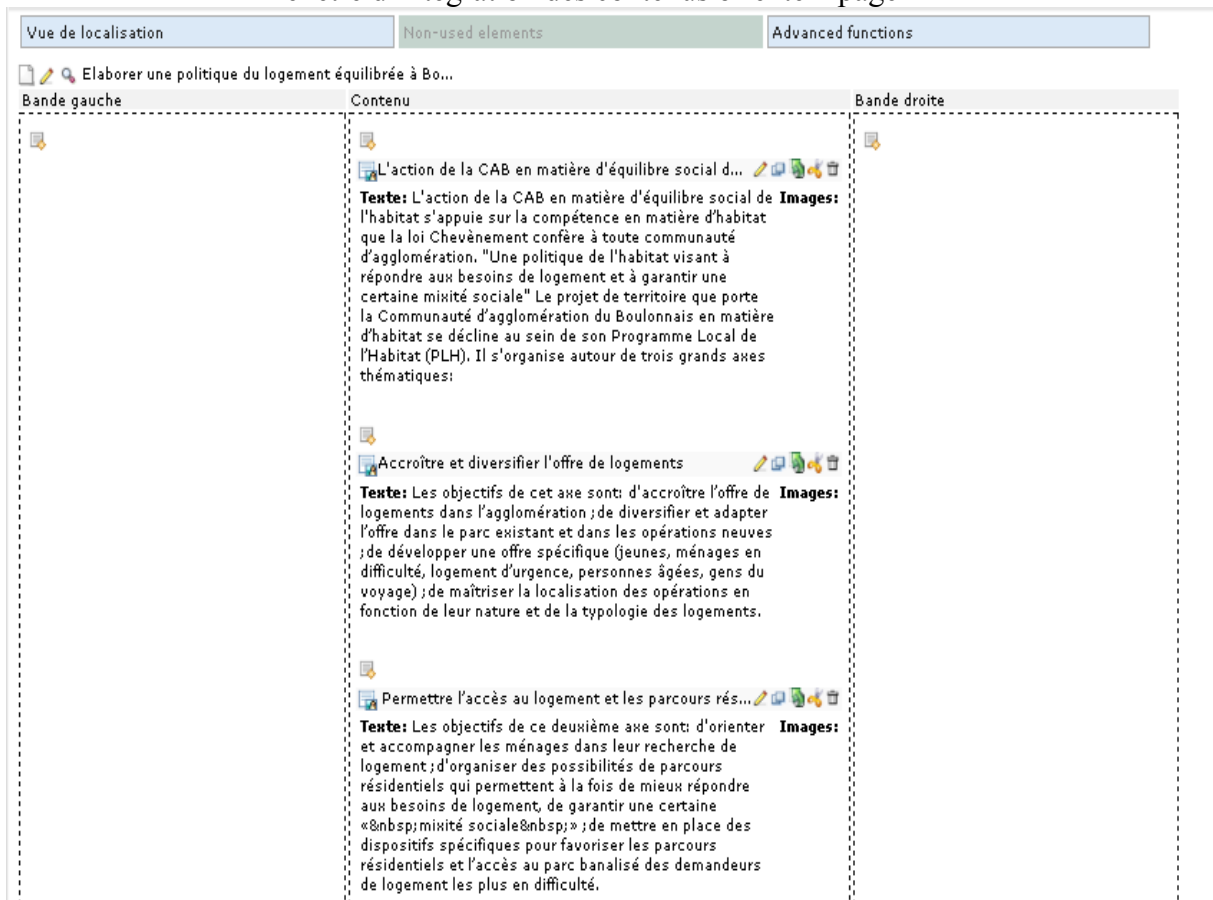 Vue de localisation
Non-used elements
Advanced functions
Elaborer une politique du logement équilibrée à Bo...
Bande gauche
Contenu
Bande droite
L'action de la CAB en matière d'équilibre social d...
Texte: L'action de la CAB en matière d'équilibre social de Images:
l'habitat s'appuie sur la compétence en matière d’habitat
que la loi Chevènement confère à toute communauté
d’agglomération. "Une politique de l'habitat visant à
répondre aux besoins de logement et à garantir une
certaine mixité sociale" Le projet de territoire que porte
la Communauté d’agglomération du Boulonnais en matière
d’habitat se décline au sein de son Programme Local de
l’Habitat (PLH). Il s'organise autour de trois grands axes
thématiques:
Accroître et diversifier l'offre de logements
Texte: Les objectifs de cet axe sont: d'accroître l’offre de Images:
logements dans l’agglomération ;de diversifier et adapter
l’offre dans le parc existant et dans les opérations neuves
;de développer une offre spécifique (jeunes, ménages en
difficulté, logement d’urgence, personnes âgées, gens du
voyage) ;de maîtriser la localisation des opérations en
fonction de leur nature et de la typologie des logements.
Permettre l’accès au logement et les parcours rés...
Texte: Les objectifs de ce deuxième axe sont: d'orienter Images:
et accompagner les ménages dans leur recherche de
logement ;d'organiser des possibilités de parcours
résidentiels qui permettent à la fois de mieux répondre
aux besoins de logement, de garantir une certaine
«&nbsp;mixité sociale&nbsp;» ;de mettre en place des
dispositifs spécifiques pour favoriser les parcours
résidentiels et l’accès au parc banalisé des demandeurs
de logement les plus en difficulté.